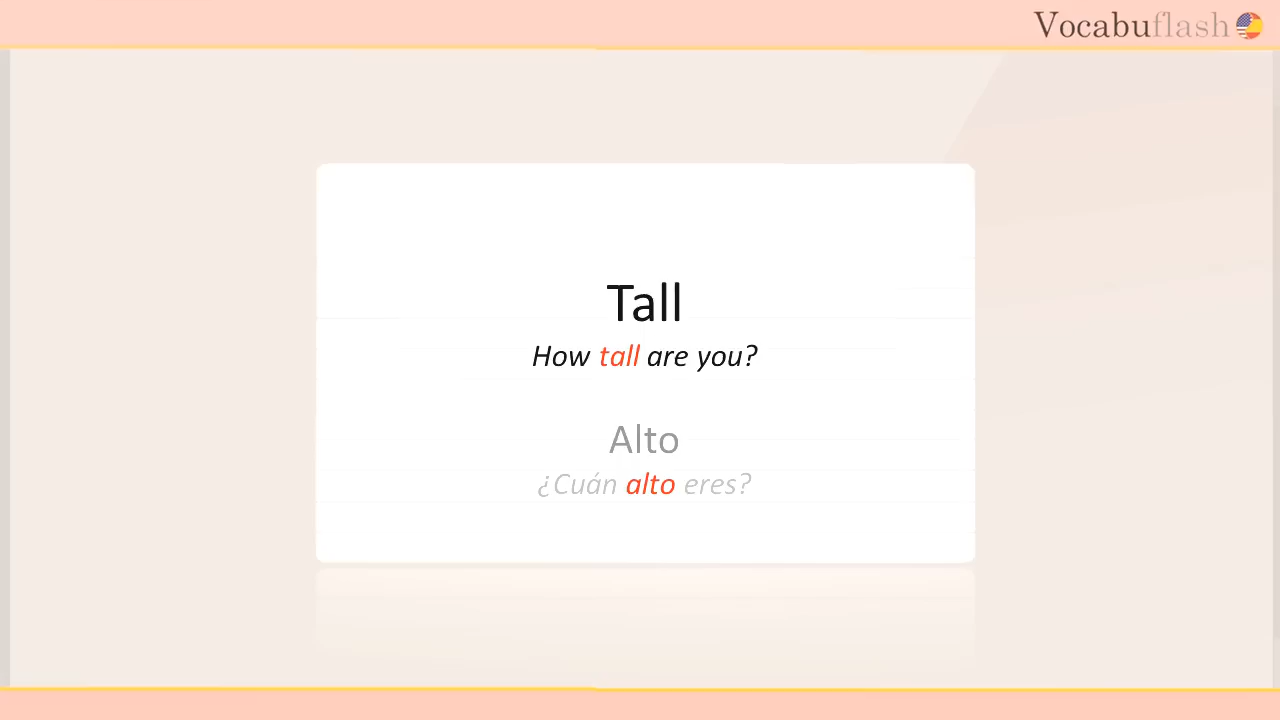 Vocabuflash
Tall
How tall are you?
Alto
¿Cuán alto eres?